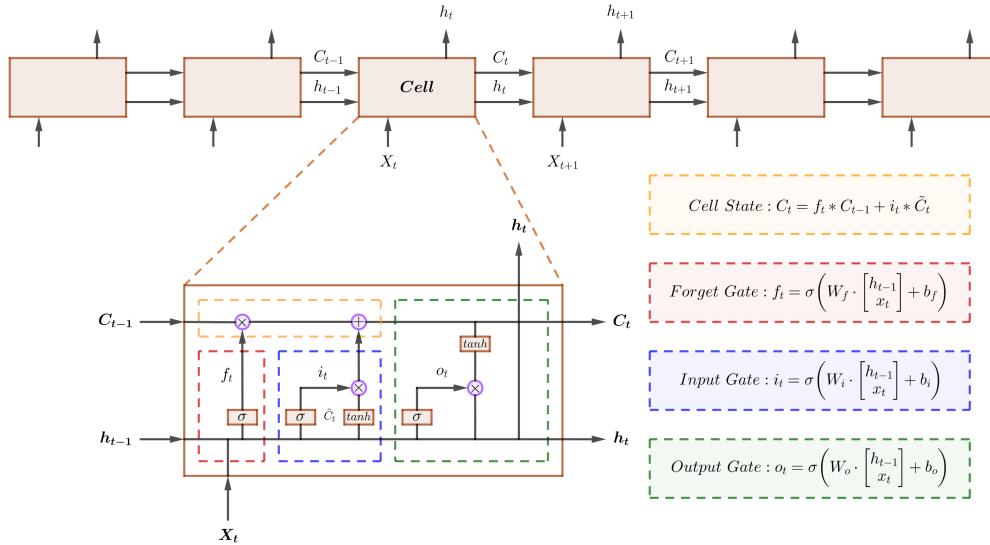 h_t
h_{t+1}
C_{t-1}
C_t
C_{t+1}
Cell
h_{t-1}
h_t
h_{t+1}
X_t
X_{t+1}
Cell State : C_t = f_t * C_{t-1} + i_t * \tilde{C}_t
h_t
Forget Gate : f_t = σ(W_f · [h_{t-1} x_t] + b_f)
C_{t-1}
×
+
C_t
tanh
f_t
i_t
o_t
×
×
Input Gate : i_t = σ(W_i · [h_{t-1} x_t] + b_i)
σ
σ
\tilde{C}_t
tanh
σ
h_{t-1}
h_t
Output Gate : o_t = σ(W_o · [h_{t-1} x_t] + b_o)
X_t